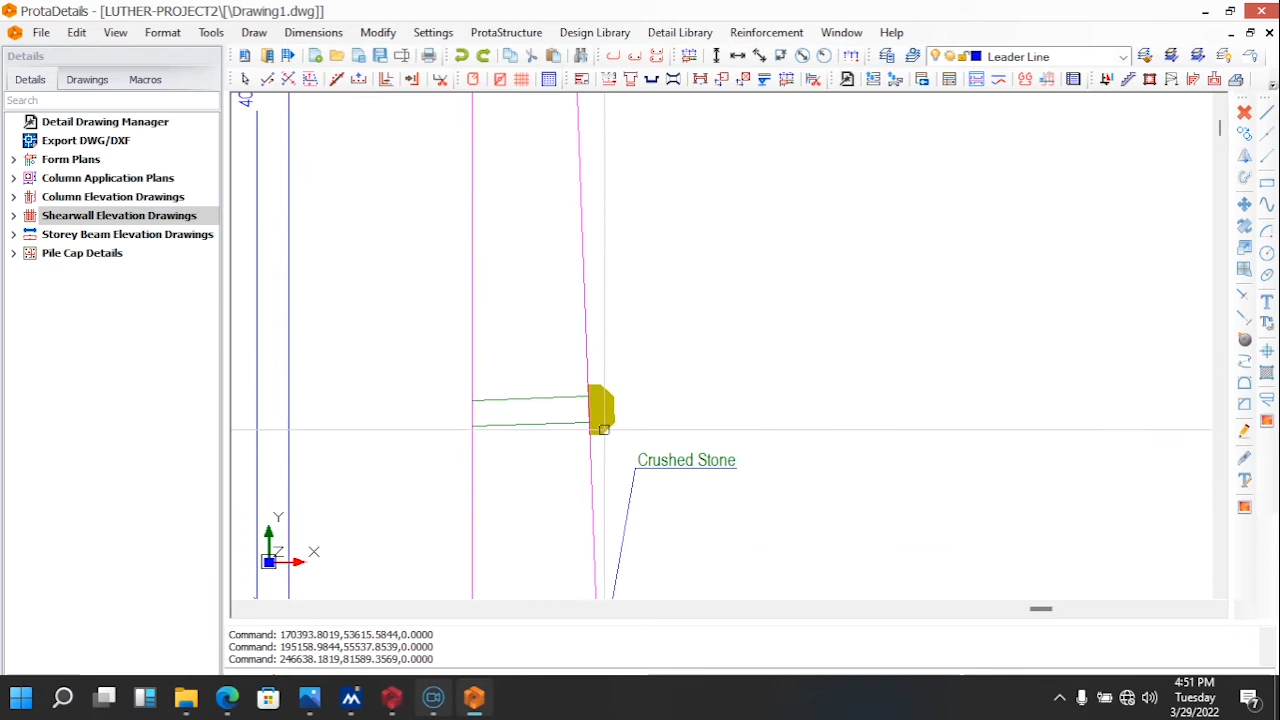 ProtaDetails - [LUTHER-PROJECT2\[\Drawing1.dwg]]
File Edit View Format Tools Draw Dimensions Modify Settings ProtaStructure Design Library Detail Library Reinforcement Window Help
Details
Leader Line
Details Drawings Macros
Search
Detail Drawing Manager
Export DWG/DXF
Form Plans
Column Application Plans
Column Elevation Drawings
Shearwall Elevation Drawings
Storey Beam Elevation Drawings
Pile Cap Details
Crushed Stone
Y
Z X
Command: 170393.8019,53615.5844,0.0000
Command: 195158.9844,55537.8539,0.0000
Command: 246638.1819,81589.3569,0.0000
4:51 PM
Tuesday
3/29/2022
7